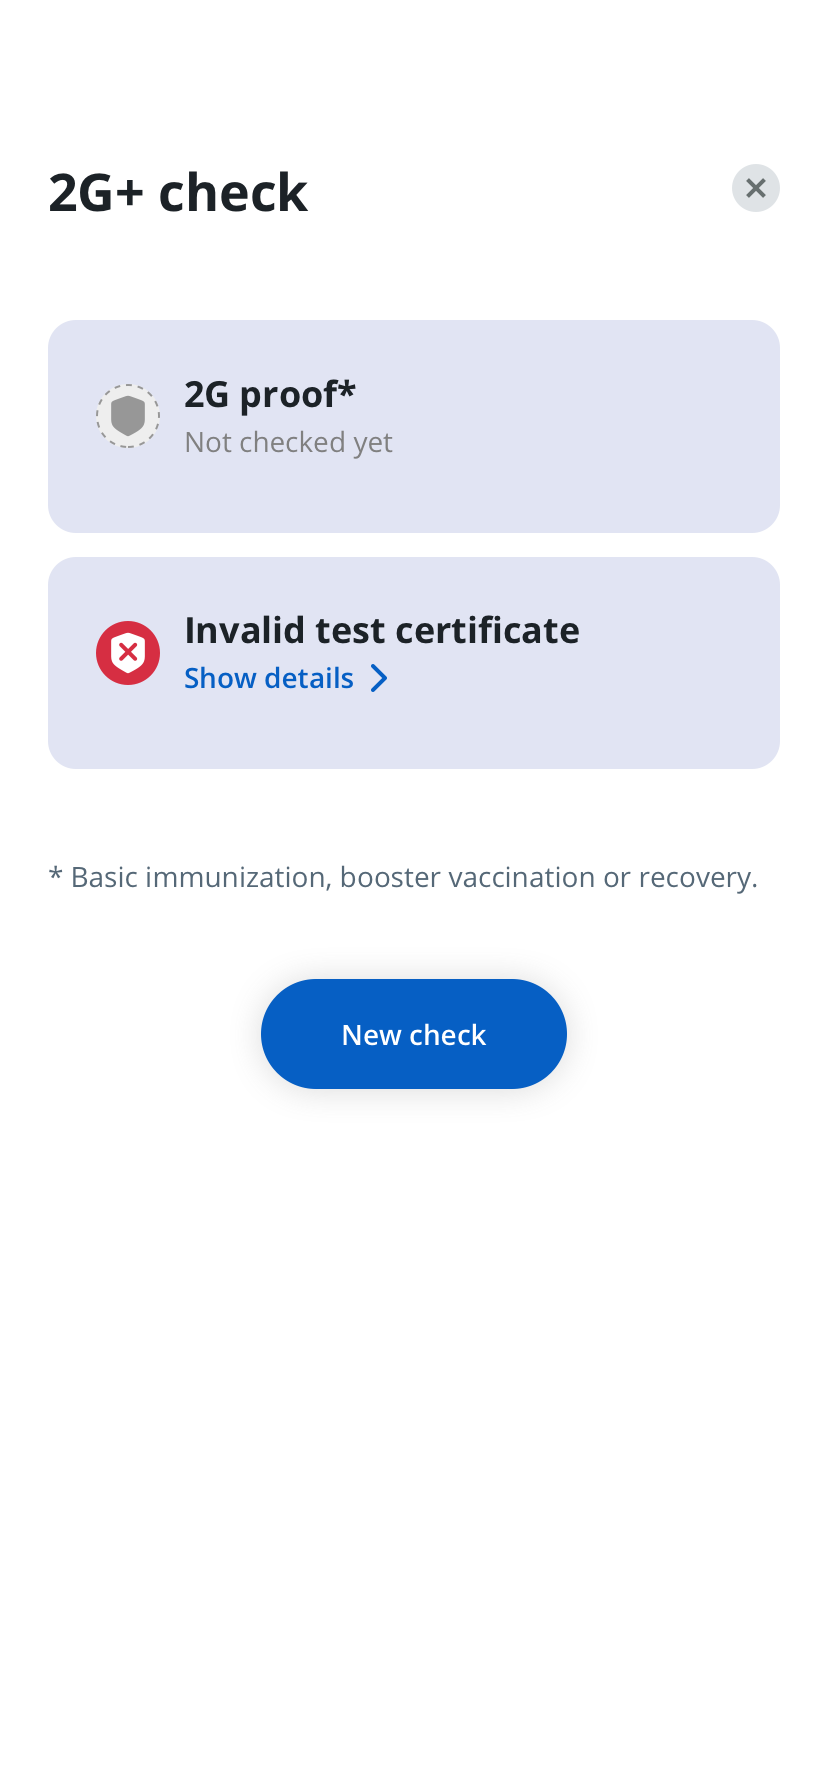 2G+ check
2G proof*
Not checked yet
Invalid test certificate
Show details
* Basic immunization, booster vaccination or recovery.
New check